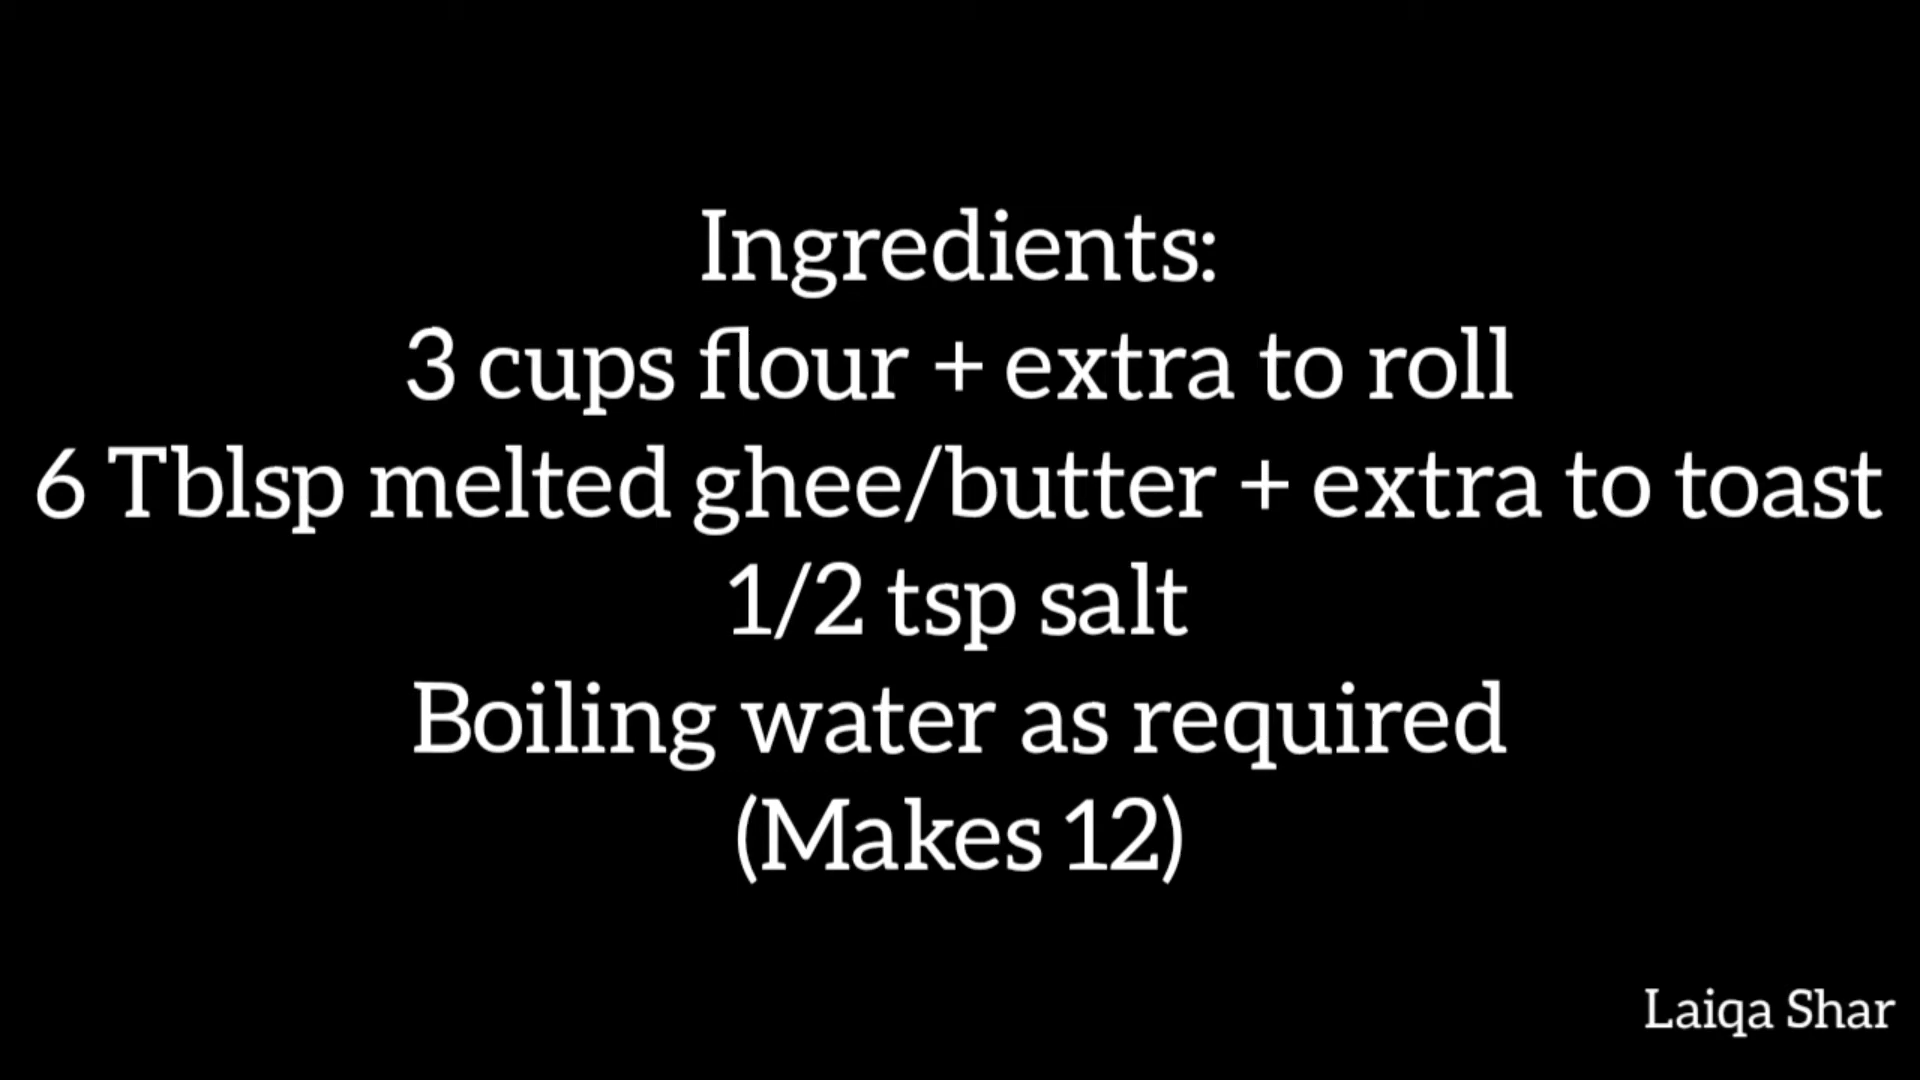 Ingredients:
3 cups flour + extra to roll
6 Tblsp melted ghee/butter + extra to toast
1/2 tsp salt
Boiling water as required
(Makes 12)
Laiqa Shar